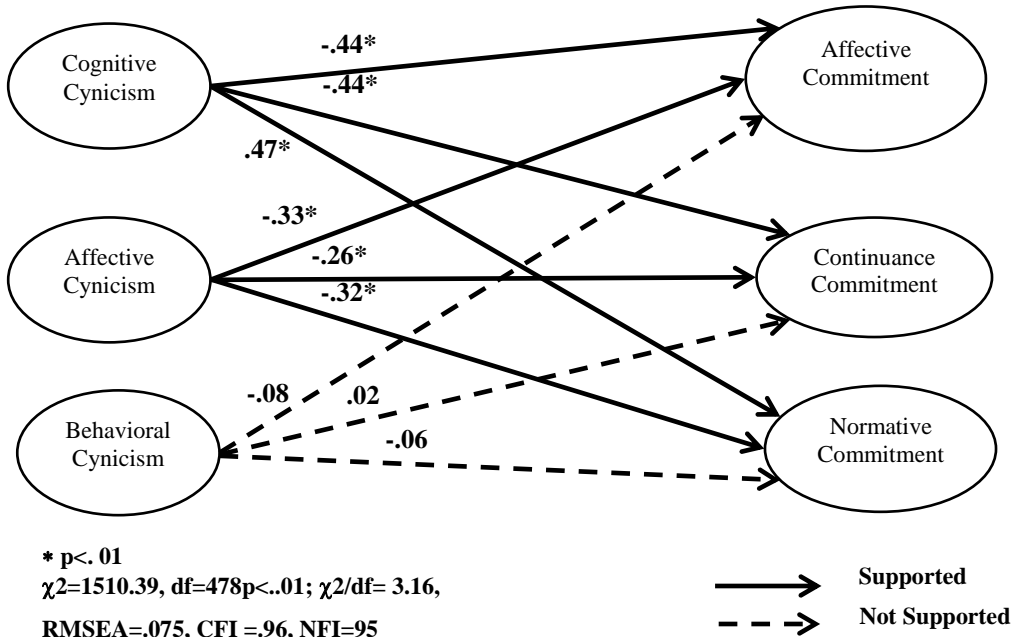 Cognitive
Cynicism
-.44*
-.44*
.47*
Affective
Commitment
Affective
Cynicism
-.33*
-.26*
-.32*
Continuance
Commitment
Behavioral
Cynicism
-.08
.02
-.06
Normative
Commitment
* p<. 01
χ2=1510.39, df=478p<..01; χ2/df= 3.16,
RMSEA=.075, CFI =.96, NFI=95
Supported
Not Supported